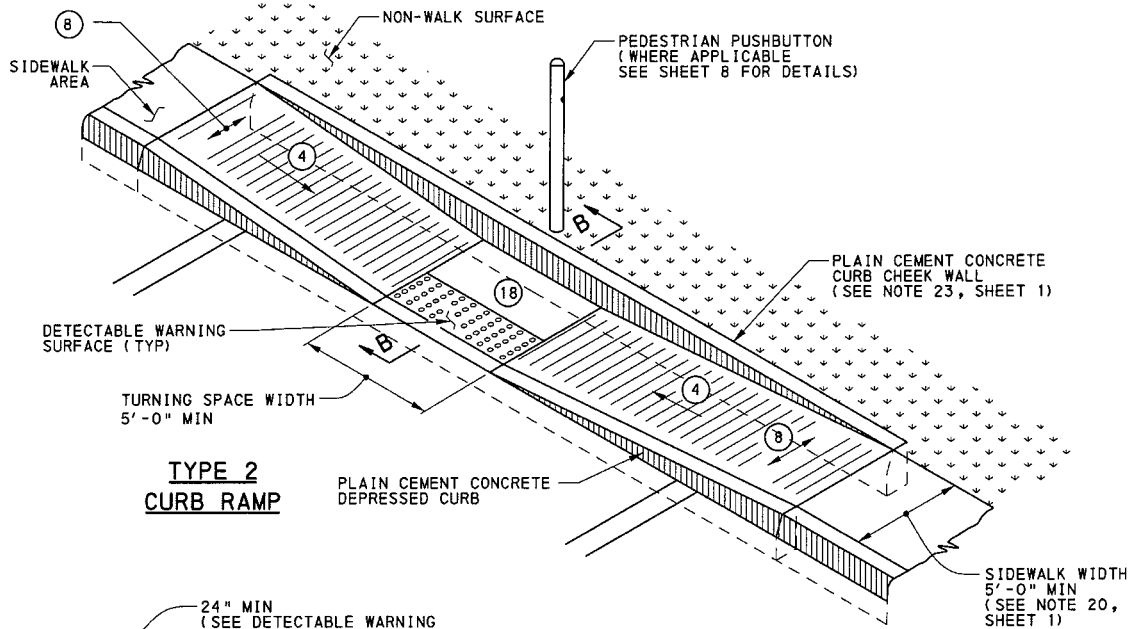 8
NON-WALK SURFACE
SIDEWALK
AREA
PEDESTRIAN PUSHBUTTON
(WHERE APPLICABLE
SEE SHEET 8 FOR DETAILS)
4
B
PLAIN CEMENT CONCRETE
CURB CHEEK WALL
(SEE NOTE 23, SHEET 1)
18
DETECTABLE WARNING
SURFACE (TYP)
B
4
TURNING SPACE WIDTH
5'-0" MIN
8
TYPE 2
CURB RAMP
PLAIN CEMENT CONCRETE
DEPRESSED CURB
SIDEWALK WIDTH
5'-0" MIN
(SEE NOTE 20,
SHEET 1)
24" MIN
(SEE DETECTABLE WARNING